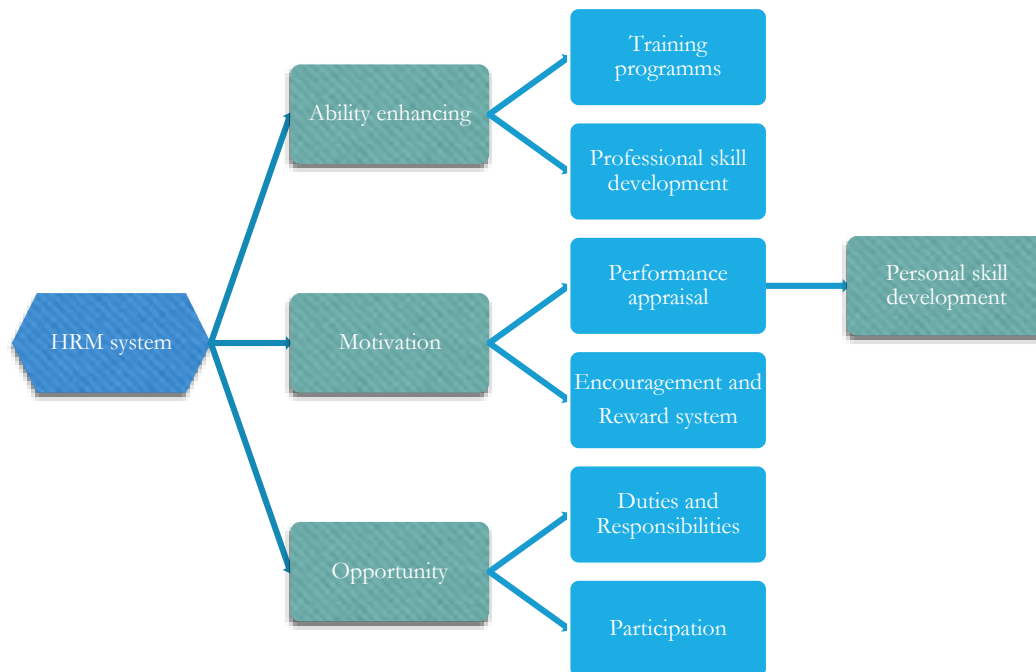 Training
programms
Ability enhancing
Professional skill
development
Performance
appraisal
Personal skill
development
HRM system
Motivation
Encouragement and
Reward system
Duties and
Responsibilities
Opportunity
Participation